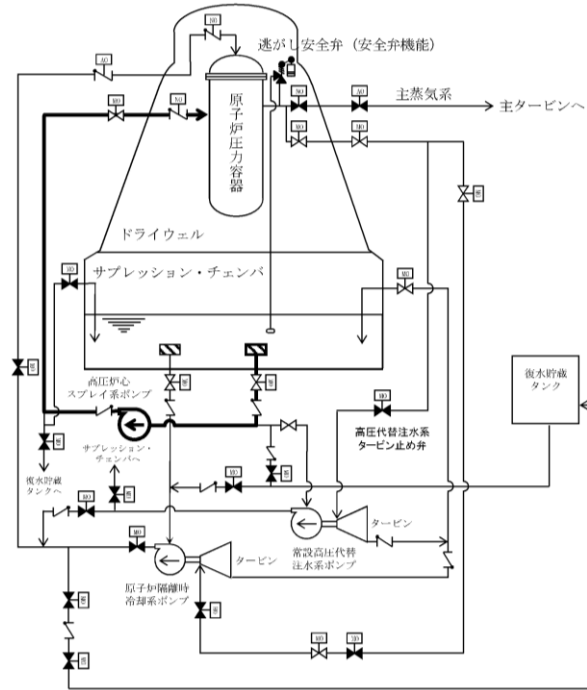 逃がし安全弁（安全弁機能）
原子炉圧力容器
主蒸気系
主タービンへ
ドライウェル
サプレッション・チェンバ
高圧炉心
スプレイ系ポンプ
復水貯蔵
タンク
高圧代替注水系
タービン止め弁
サプレッション・
チェンバへ
復水貯蔵
タンクへ
タービン
常設高圧代替
注水系ポンプ
タービン
原子炉隔離時
冷却系ポンプ